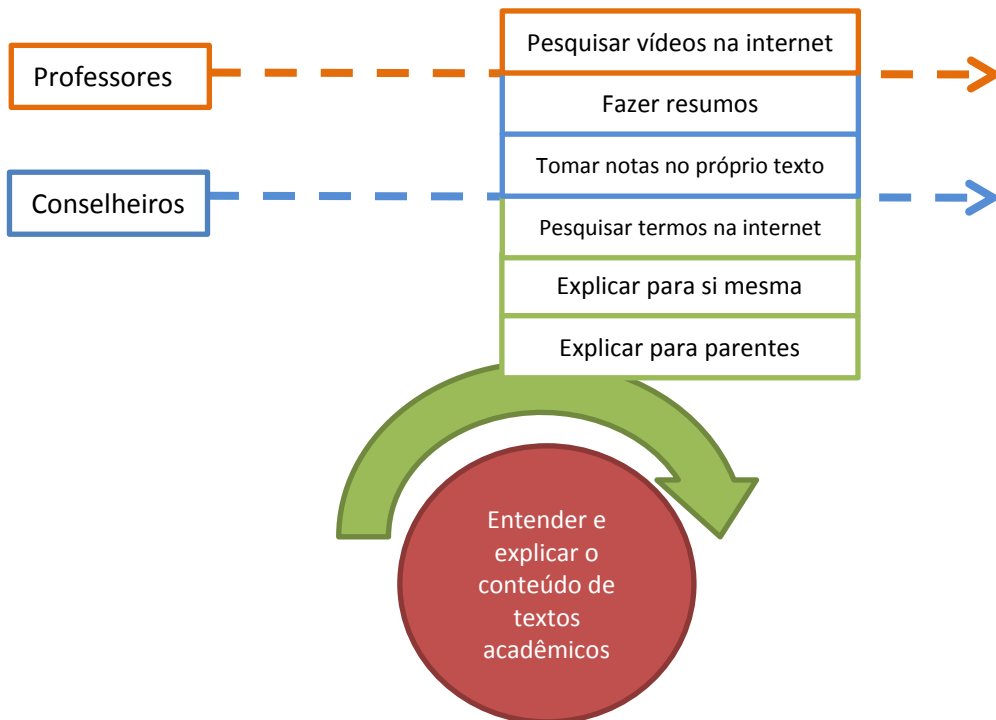 Pesquisar vídeos na internet
Professores
Fazer resumos
Tomar notas no próprio texto
Conselheiros
Pesquisar termos na internet
Explicar para si mesma
Explicar para parentes
Entender e
explicar o
conteúdo de
textos
acadêmicos